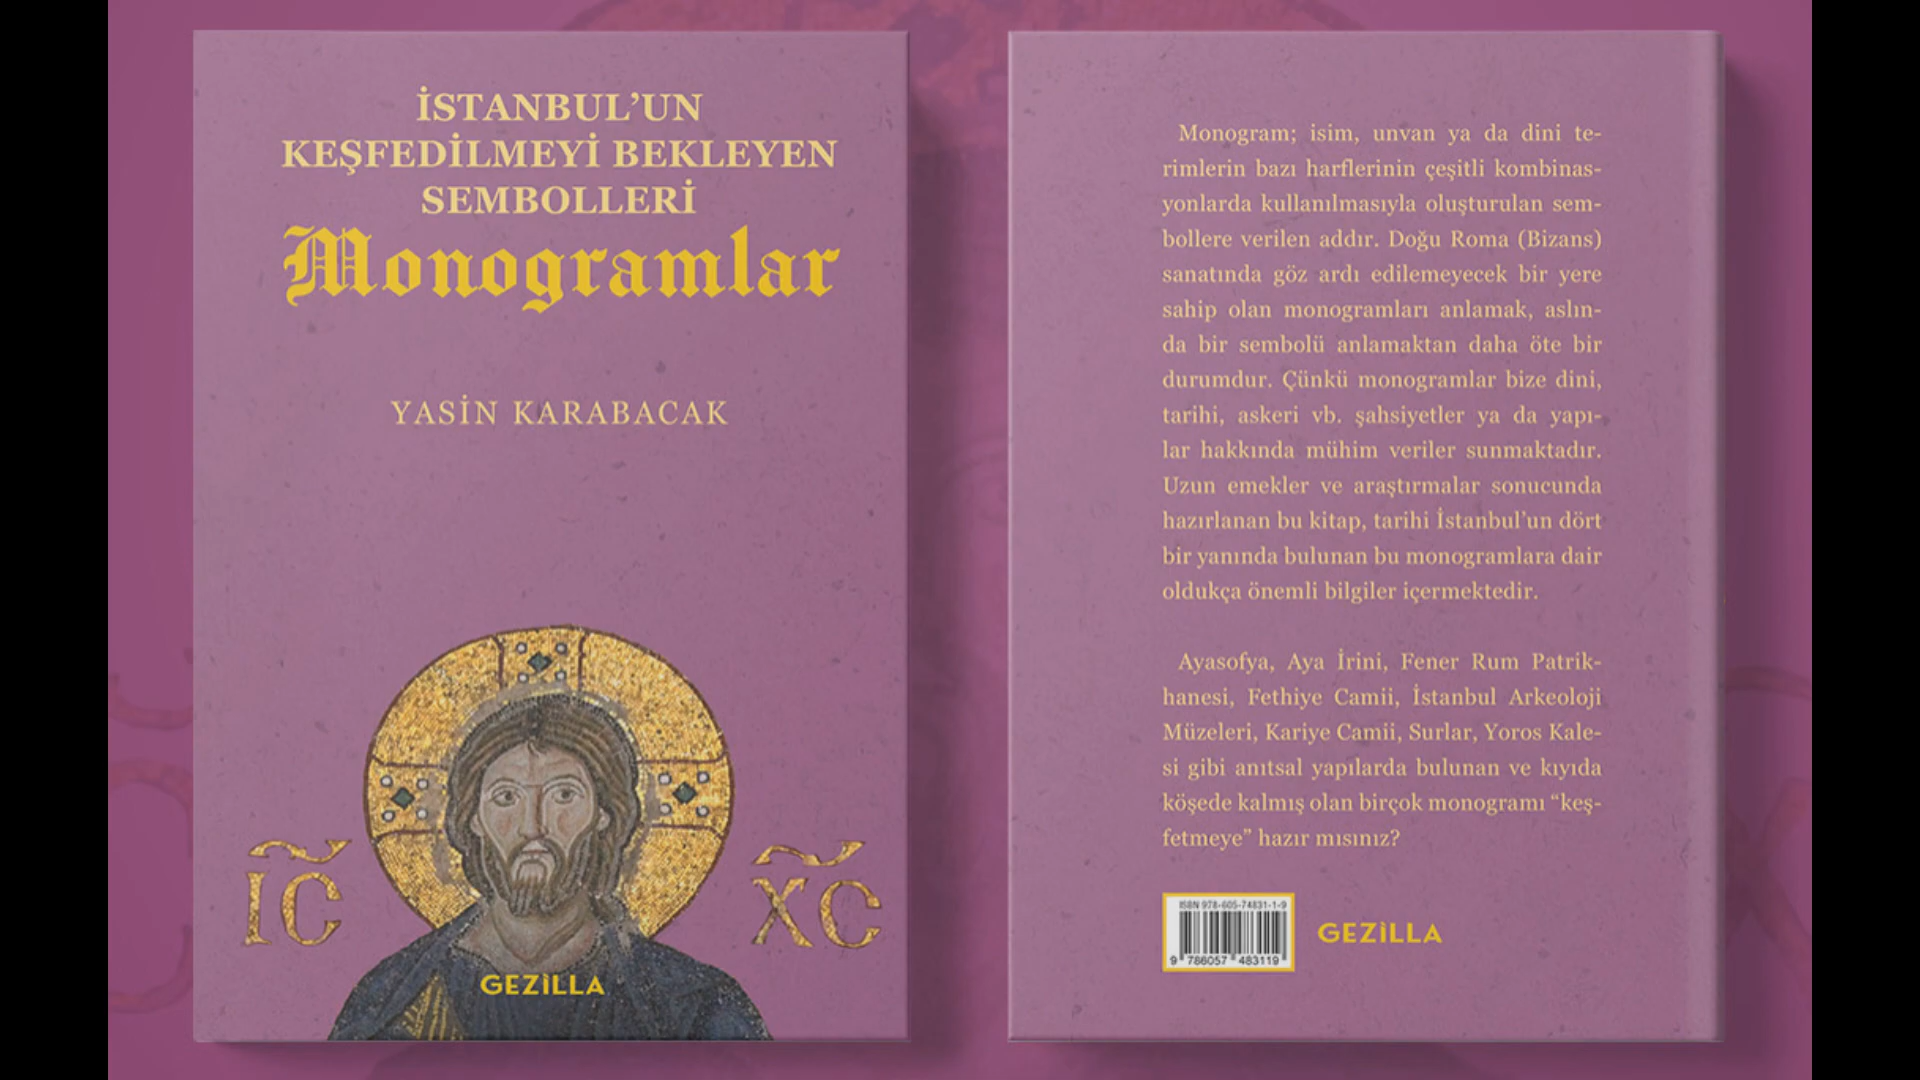 İSTANBUL’UN
KEŞFEDİLMEYİ BEKLEYEN
SEMBOLLERİ
Monogramlar
YASİN KARABACAK
IC
XC
GEZİLLA
Monogram; isim, unvan ya da dini te-
rimlerin bazı harflerinin çeşitli kombinas-
yonlarda kullanılmasıyla oluşturulan sem-
bollere verilen addır. Doğu Roma (Bizans)
sanatında göz ardı edilemeyecek bir yere
sahip olan monogramları anlamak, aslın-
da bir sembolü anlamaktan daha öte bir
durumdur. Çünkü monogramlar bize dini,
tarihi, askeri vb. şahsiyetler ya da yapı-
lar hakkında mühim veriler sunmaktadır.
Uzun emekler ve araştırmalar sonucunda
hazırlanan bu kitap, tarihi İstanbul’un dört
bir yanında bulunan bu monogramlara dair
oldukça önemli bilgiler içermektedir.
Ayasofya, Aya İrini, Fener Rum Patrik-
hanesi, Fethiye Camii, İstanbul Arkeoloji
Müzeleri, Kariye Camii, Surlar, Yoros Kale-
si gibi anıtsal yapılarda bulunan ve kıyıda
köşede kalmış olan birçok monogramı “keş-
fetmeye” hazır mısınız?
ISBN 978-605-74831-1-9
9 786057 483119
GEZİLLA